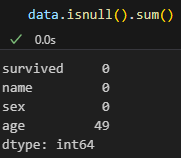 data.isnull().sum()
✓ 0.0s
survived 0
name 0
sex 0
age 49
dtype: int64